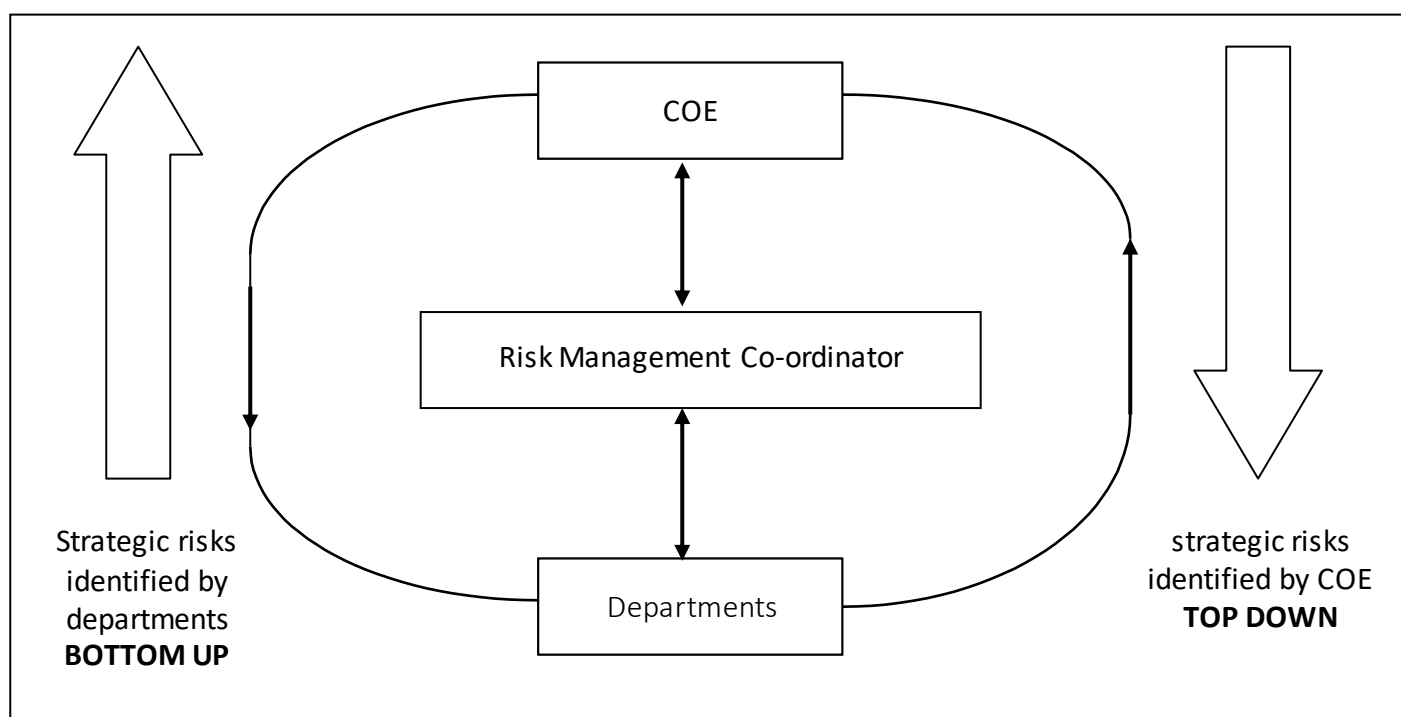 COE
Risk Management Co-ordinator
Departments
Strategic risks
identified by
departments
BOTTOM UP
strategic risks
identified by COE
TOP DOWN